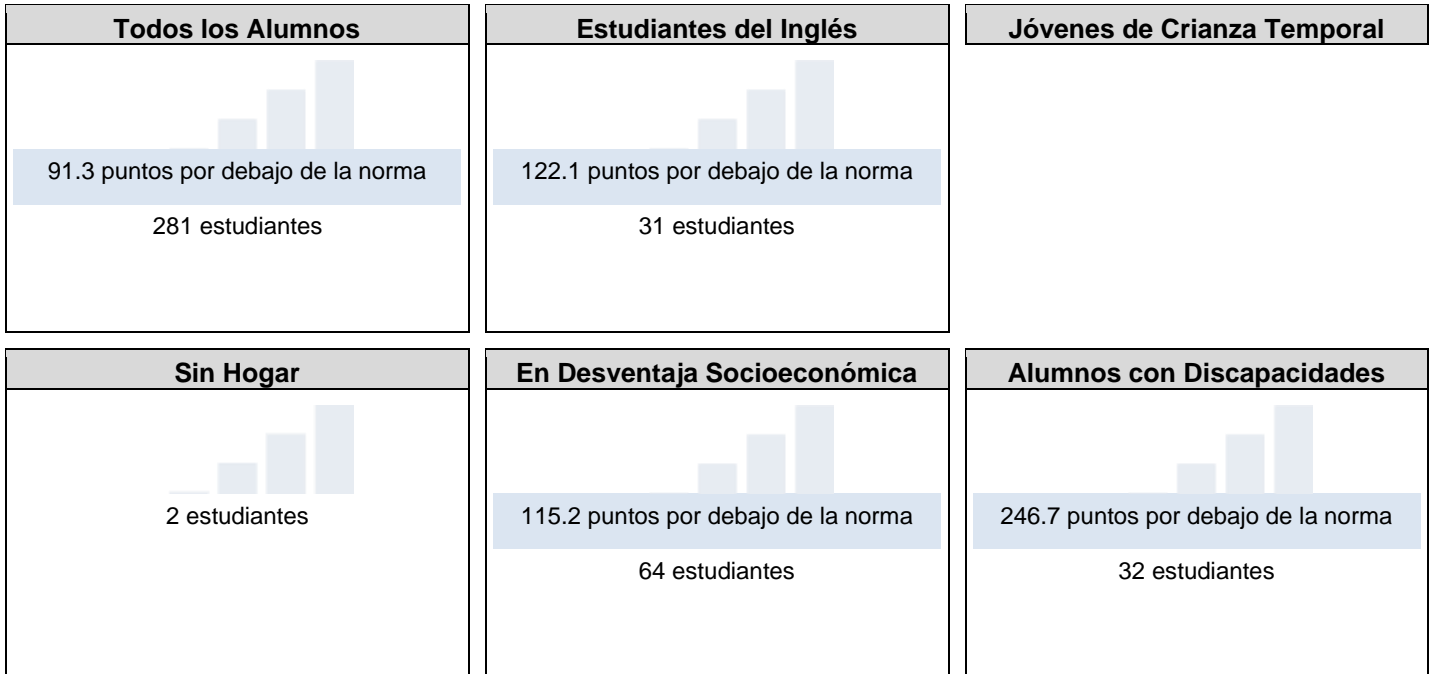 Todos los Alumnos
91.3 puntos por debajo de la norma
281 estudiantes
Estudiantes del Inglés
122.1 puntos por debajo de la norma
31 estudiantes
Jóvenes de Crianza Temporal
Sin Hogar
2 estudiantes
En Desventaja Socioeconómica
115.2 puntos por debajo de la norma
64 estudiantes
Alumnos con Discapacidades
246.7 puntos por debajo de la norma
32 estudiantes